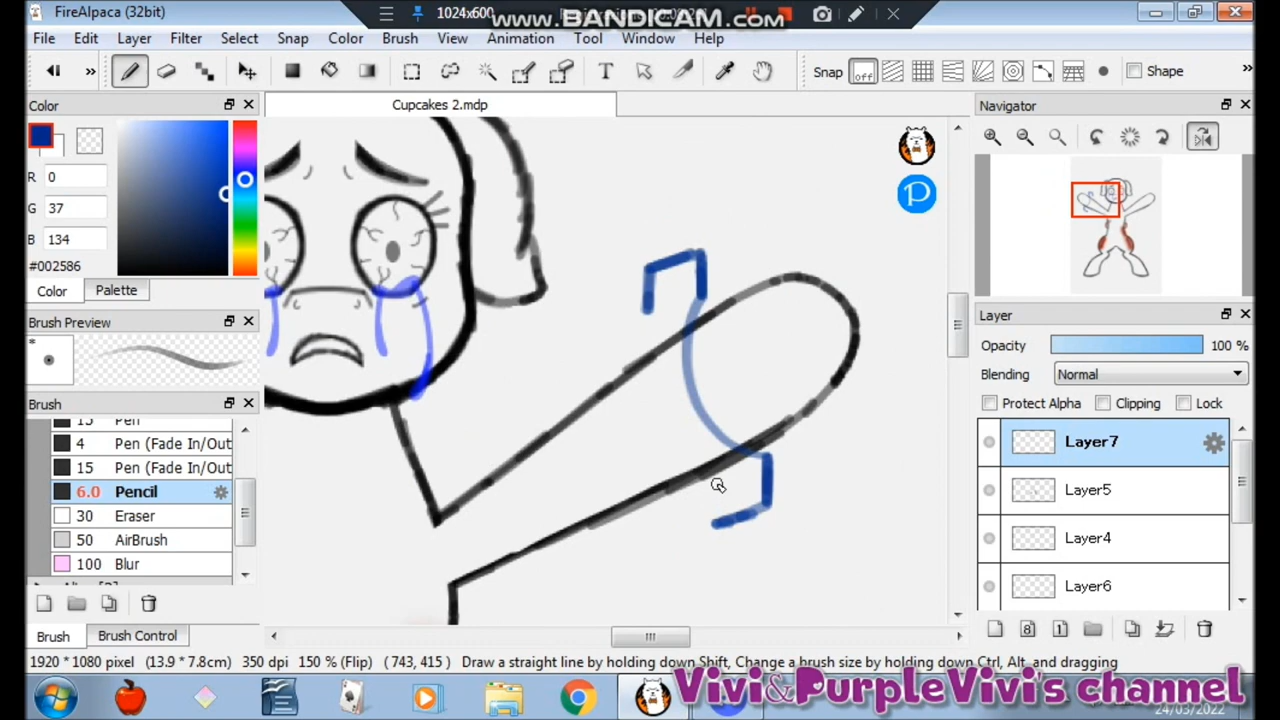 FireAlpaca (32bit)
1024x600
WWW.BANDICAM.COM
File Edit Layer Filter Select Snap Color Brush View Animation Tool Window Help
Snap off Shape
Color
Cupcakes 2.mdp
Navigator
R 0
G 37
B 134
#002586
Color Palette
Brush Preview
*
Brush
15 Pen
4 Pen (Fade In/Out
15 Pen (Fade In/Out
6.0 Pencil
30 Eraser
50 AirBrush
100 Blur
Brush Brush Control
Layer
Opacity 100 %
Blending Normal
Protect Alpha Clipping Lock
Layer7
Layer5
Layer4
Layer6
1920 * 1080 pixel (13.9 * 7.8cm) 350 dpi 150 % (Flip) (743, 415) Draw a straight line by holding down Shift, Change a brush size by holding down Ctrl, Alt, and dragging
Vivi&PurpleVivi's channel
24/03/2022